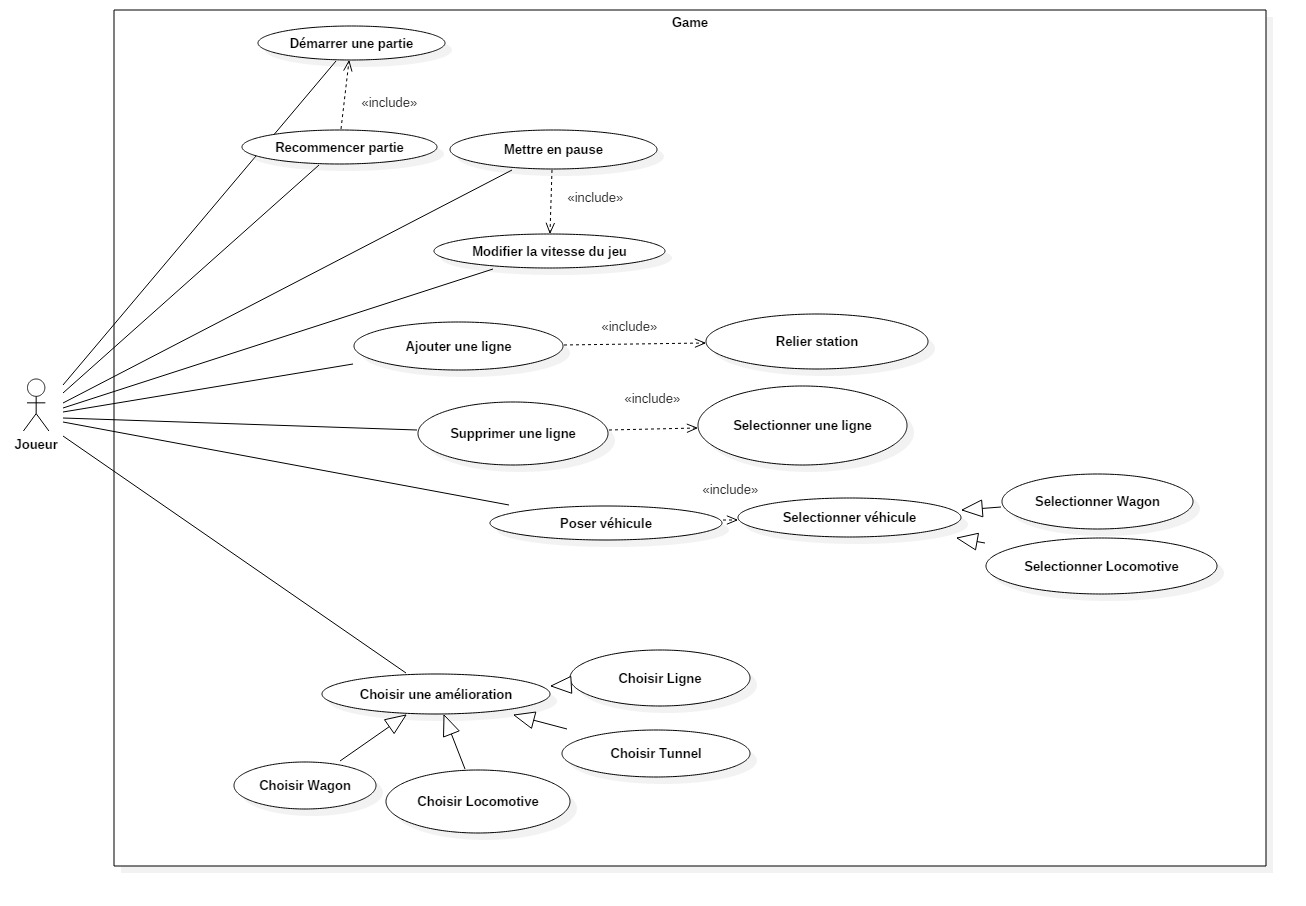 Game
Démarrer une partie
«include»
Recommencer partie
Mettre en pause
«include»
Modifier la vitesse du jeu
Ajouter une ligne
«include»
Relier station
Joueur
Supprimer une ligne
«include»
Selectionner une ligne
Poser véhicule
«include»
Selectionner véhicule
Selectionner Wagon
Selectionner Locomotive
Choisir une amélioration
Choisir Ligne
Choisir Tunnel
Choisir Wagon
Choisir Locomotive